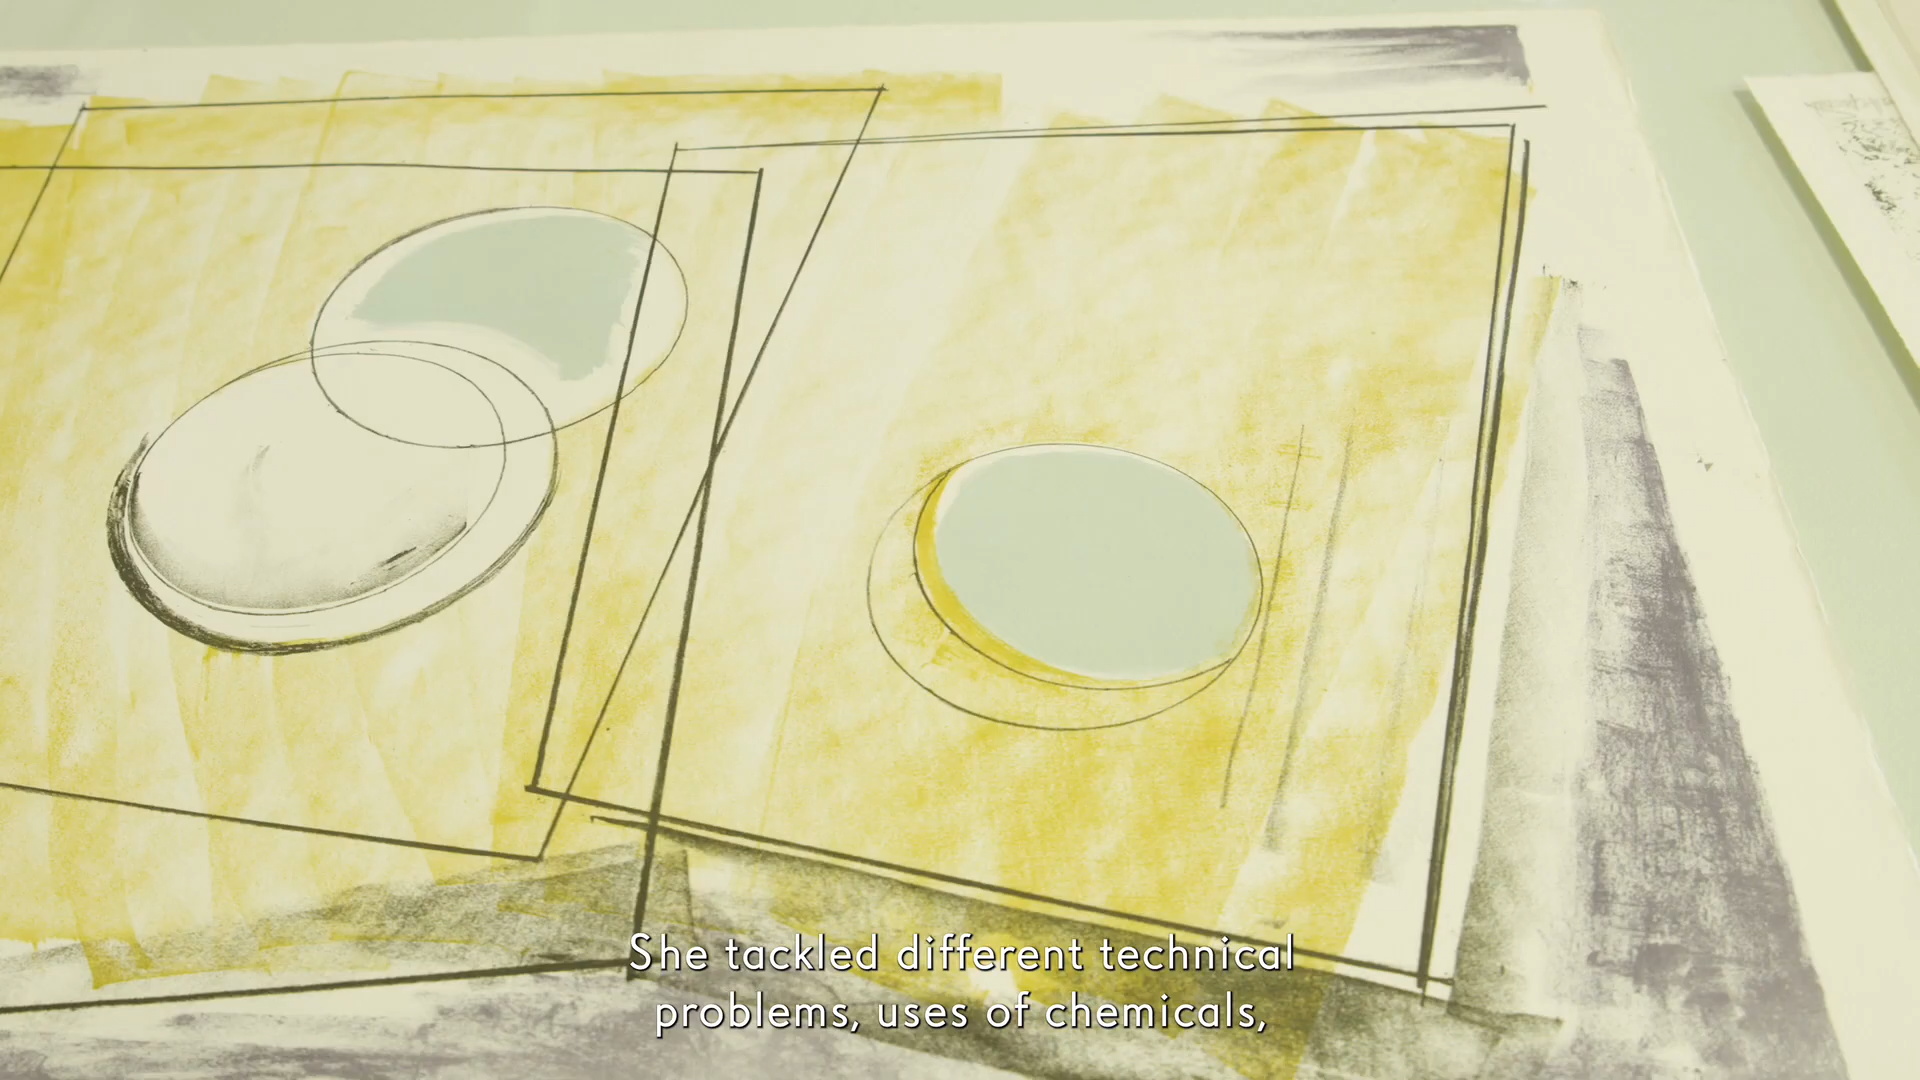 She tackled different technical
problems, uses of chemicals,